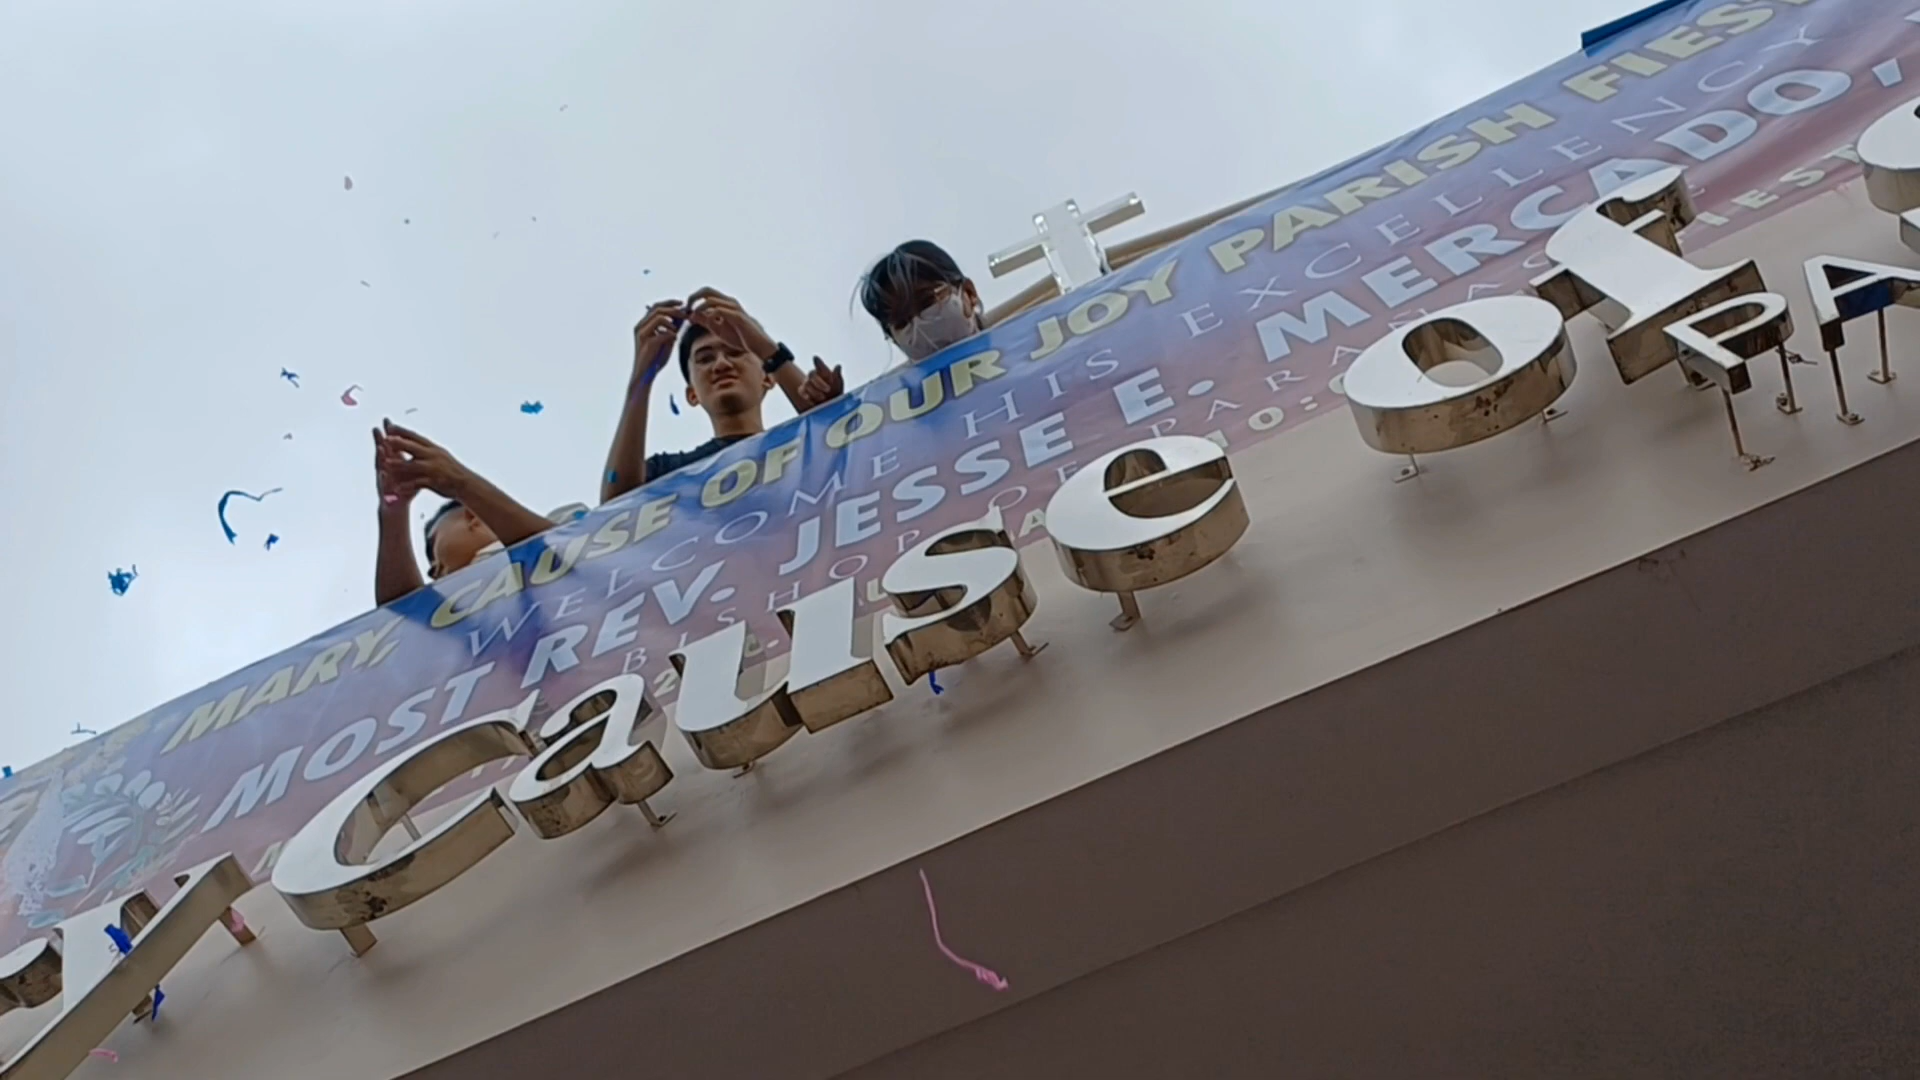 MARY, CAUSE OF OUR JOY PARISH FIES
WELCOME HIS EXCELLENCY
MOST REV. JESSE E. MERCADO,
BISHOP OF PARAÑAQUE
y Cause of
PA